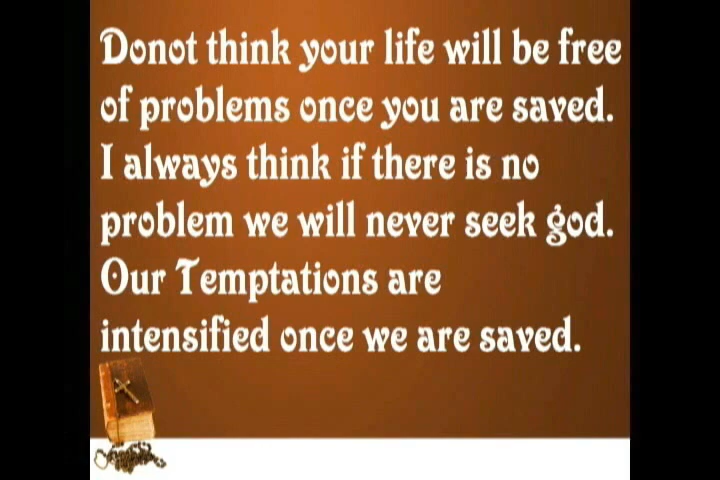 Donot think your life will be free
of problems once you are saved.
I always think if there is no
problem we will never seek god.
Our Temptations are
intensified once we are saved.